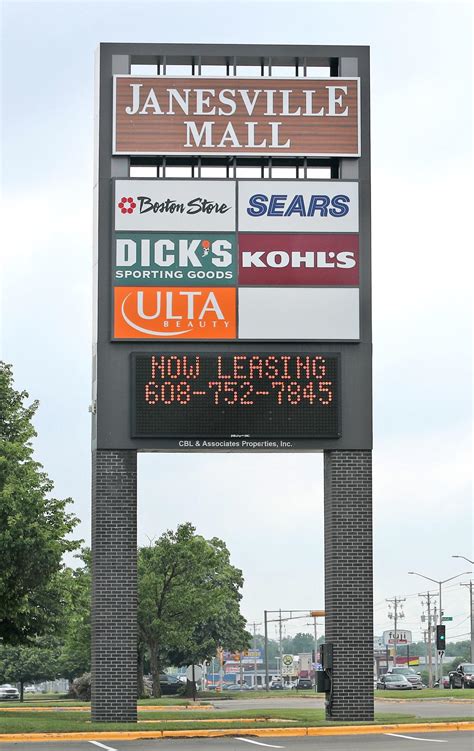 JANESVILLE
MALL
Boston Store
SEARS
DICK'S
SPORTING GOODS
KOHL'S
ULTA
BEAUTY
NOW LEASING
608-752-7845
CBL & Associates Properties, Inc.